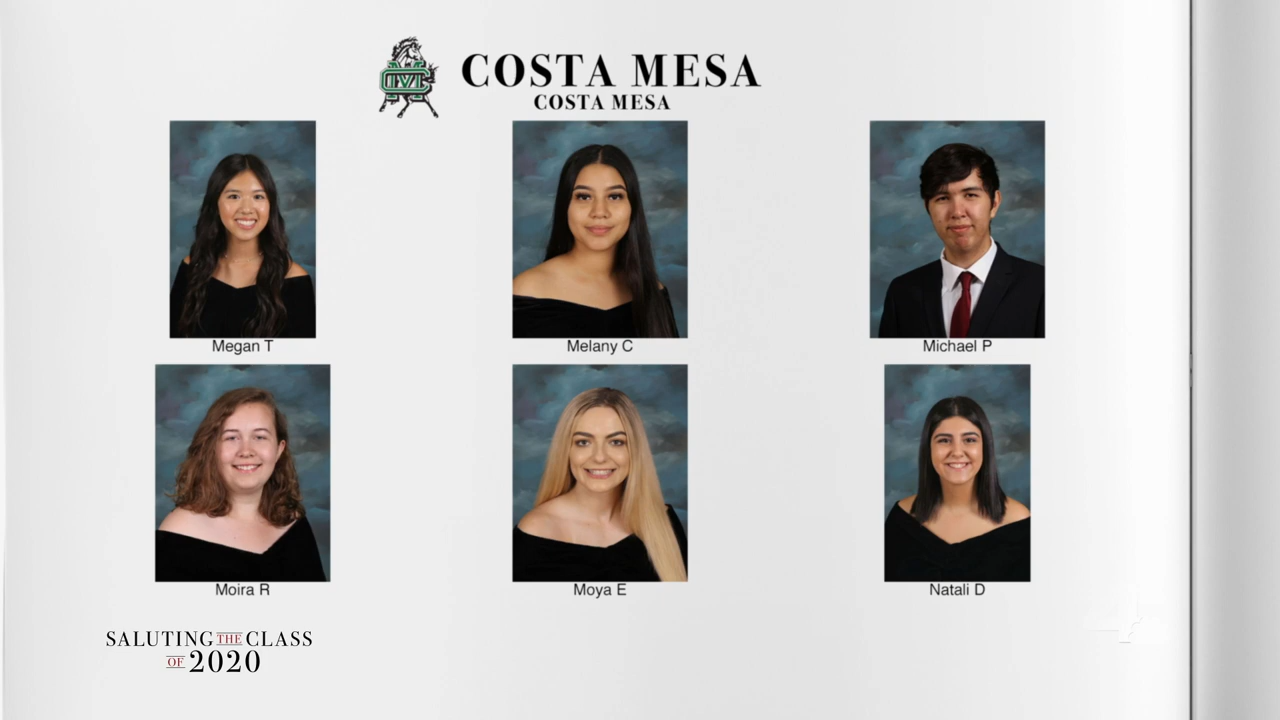 COSTA MESA
COSTA MESA
Megan T
Melany C
Michael P
Moira R
Moya E
Natali D
SALUTING THE CLASS
OF 2020